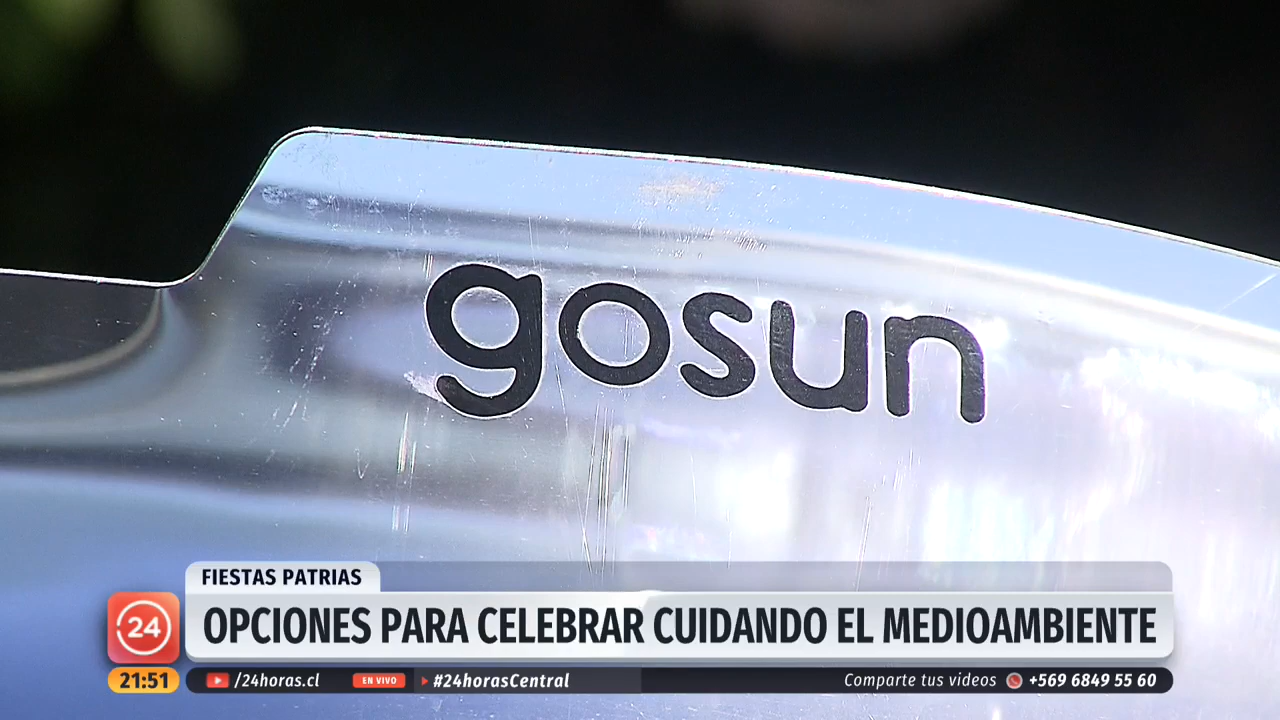 gosun
FIESTAS PATRIAS
24
OPCIONES PARA CELEBRAR CUIDANDO EL MEDIOAMBIENTE
21:51
/24horas.cl
EN VIVO
#24horasCentral
Comparte tus videos
+569 6849 55 60